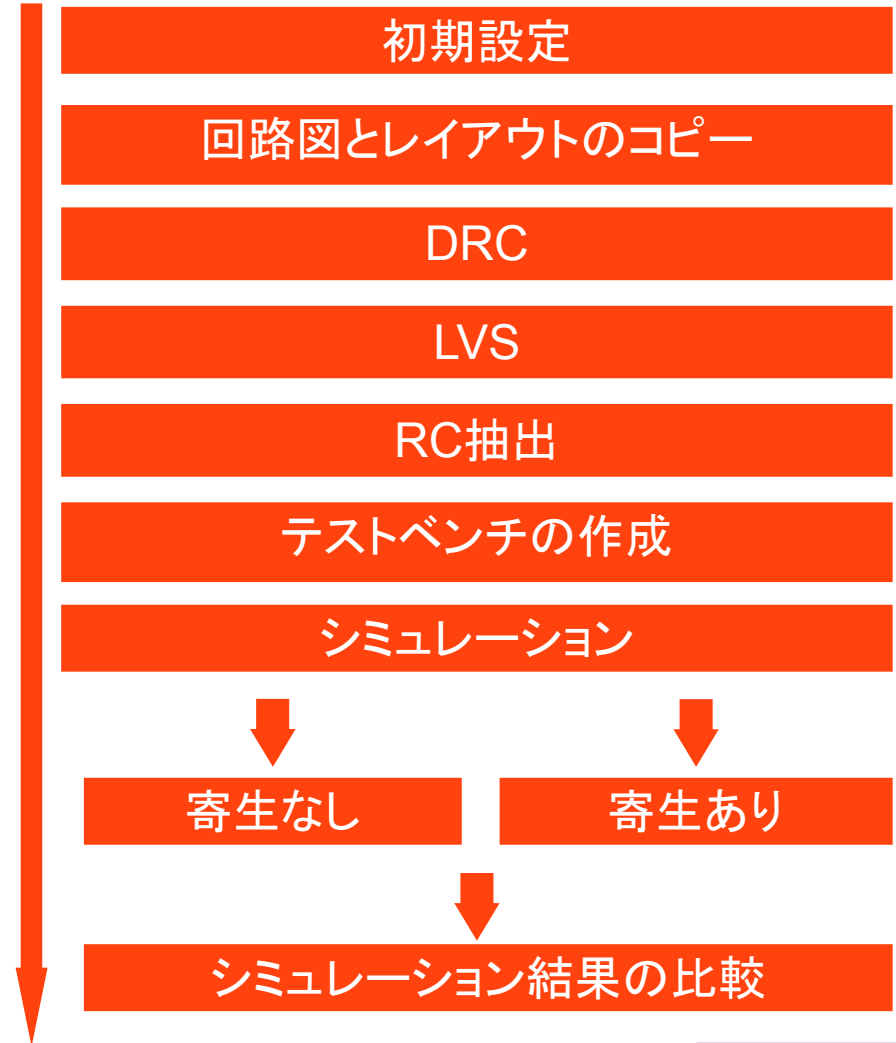 初期設定
回路図とレイアウトのコピー
DRC
LVS
RC抽出
テストベンチの作成
シミュレーション
寄生なし
寄生あり
シミュレーション結果の比較